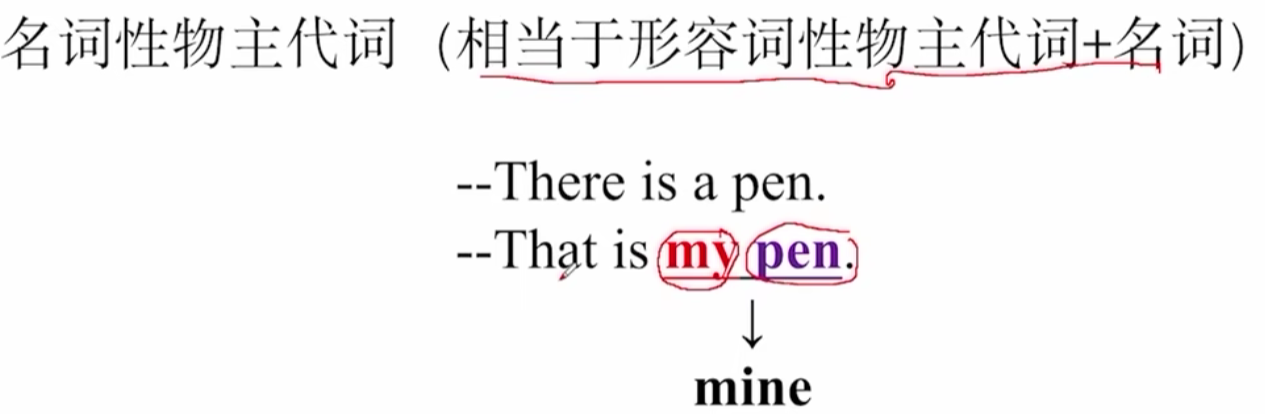 名词性物主代词（相当于形容词性物主代词+名词）
--There is a pen.
--That is my pen.
↓
mine